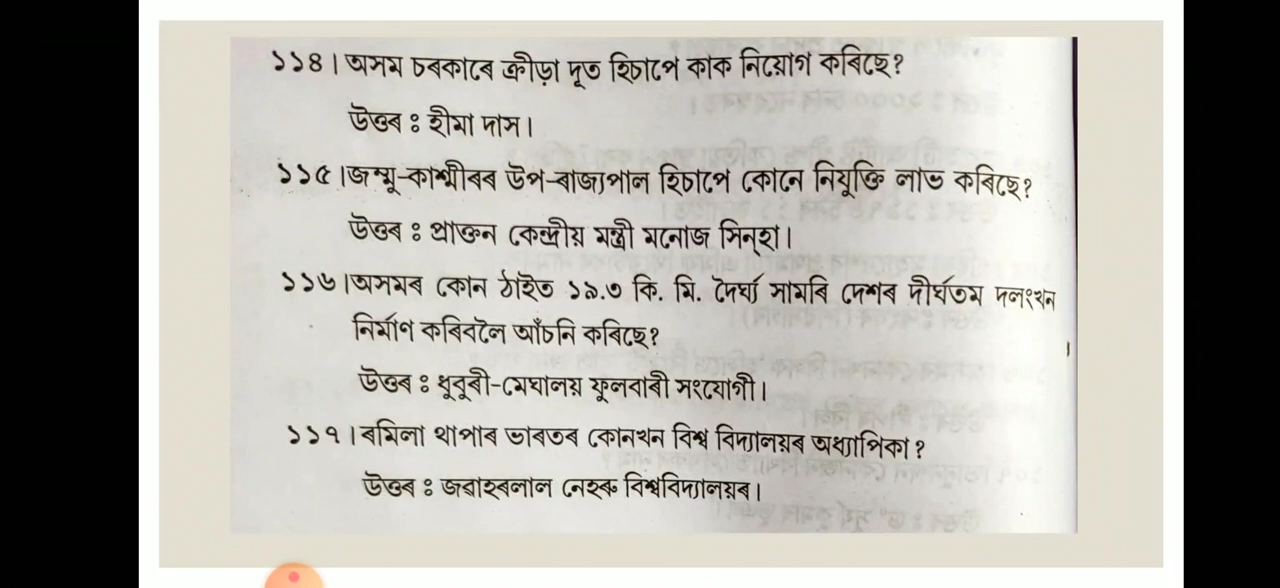 ১১৪। অসম চৰকাৰে ক্ৰীড়া দূত হিচাপে কাক নিয়োগ কৰিছে?
উত্তৰ ঃ হীমা দাস।
১১৫। জম্মু-কাশ্মীৰৰ উপ-ৰাজ্যপাল হিচাপে কোনে নিযুক্তি লাভ কৰিছে?
উত্তৰ ঃ প্ৰাক্তন কেন্দ্ৰীয় মন্ত্ৰী মনোজ সিন্‌হা।
১১৬। অসমৰ কোন ঠাইত ১৯.৩ কি. মি. দৈৰ্ঘ্য সামৰি দেশৰ দীৰ্ঘতম দলংখন
নিৰ্মাণ কৰিবলৈ আঁচনি কৰিছে?
উত্তৰ ঃ ধুবুৰী-মেঘালয় ফুলবাৰী সংযোগী।
১১৭। ৰমিলা থাপাৰ ভাৰতৰ কোনখন বিশ্ব বিদ্যালয়ৰ অধ্যাপিকা?
উত্তৰ ঃ জৱাহৰলাল নেহৰু বিশ্ববিদ্যালয়ৰ।